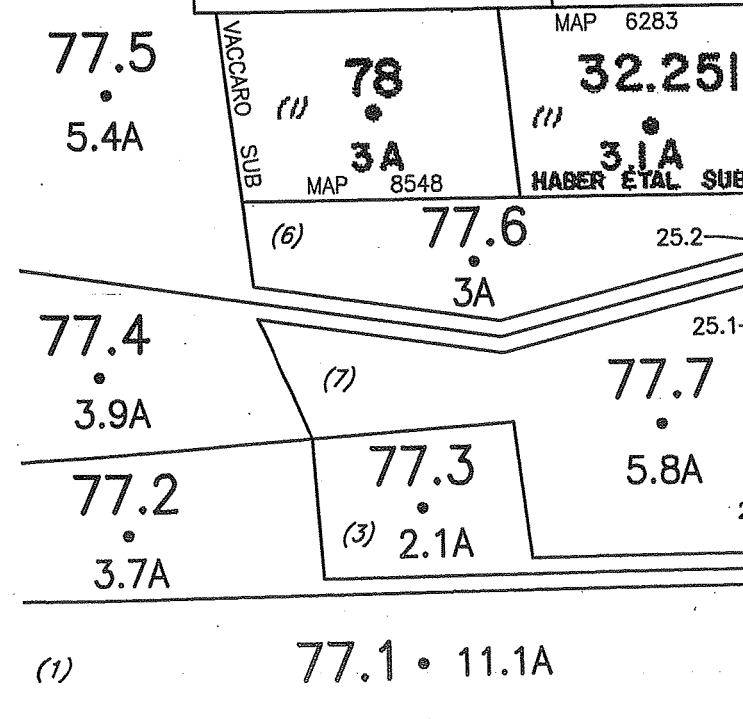 MAP 6283
77.5
5.4A
VACCARO SUB
78
(1)
3A
MAP 8548
32.251
(1)
3.1A
HABER ETAL SUB
(6)
77.6
3A
25.2
77.4
3.9A
25.1
(7)
77.7
5.8A
77.2
3.7A
77.3
(3) 2.1A
(1)
77.1 • 11.1A